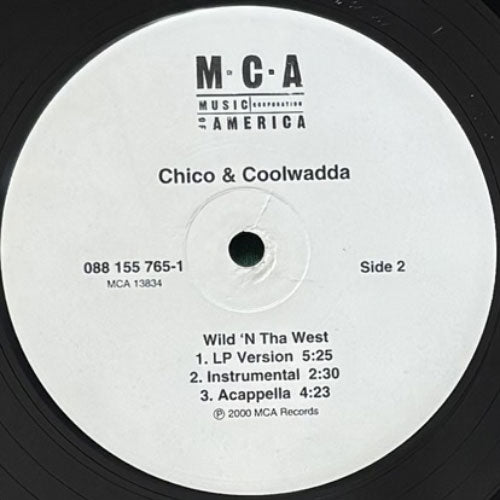 M·C·A
MUSIC CORPORATION
OF AMERICA
Chico & Coolwadda
088 155 765-1
MCA 13834
Side 2
Wild 'N Tha West
1. LP Version 5:25
2. Instrumental 2:30
3. Acappella 4:23
℗ 2000 MCA Records